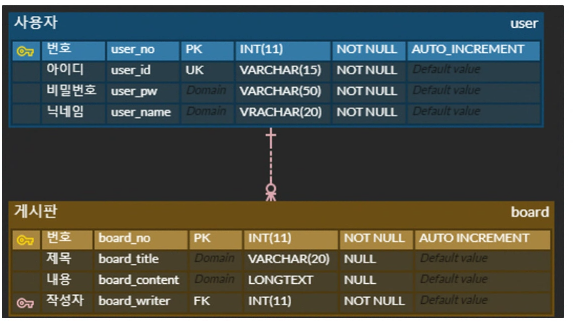 사용자 user
번호 user_no PK INT(11) NOT NULL AUTO_INCREMENT
아이디 user_id UK VARCHAR(15) NOT NULL Default value
비밀번호 user_pw Domain VARCHAR(50) NOT NULL Default value
닉네임 user_name Domain VRACHAR(20) NOT NULL Default value
게시판 board
번호 board_no PK INT(11) NOT NULL AUTO INCREMENT
제목 board_title Domain VARCHAR(20) NULL Default value
내용 board_content Domain LONGTEXT NULL Default value
작성자 board_writer FK INT(11) NOT NULL Default value